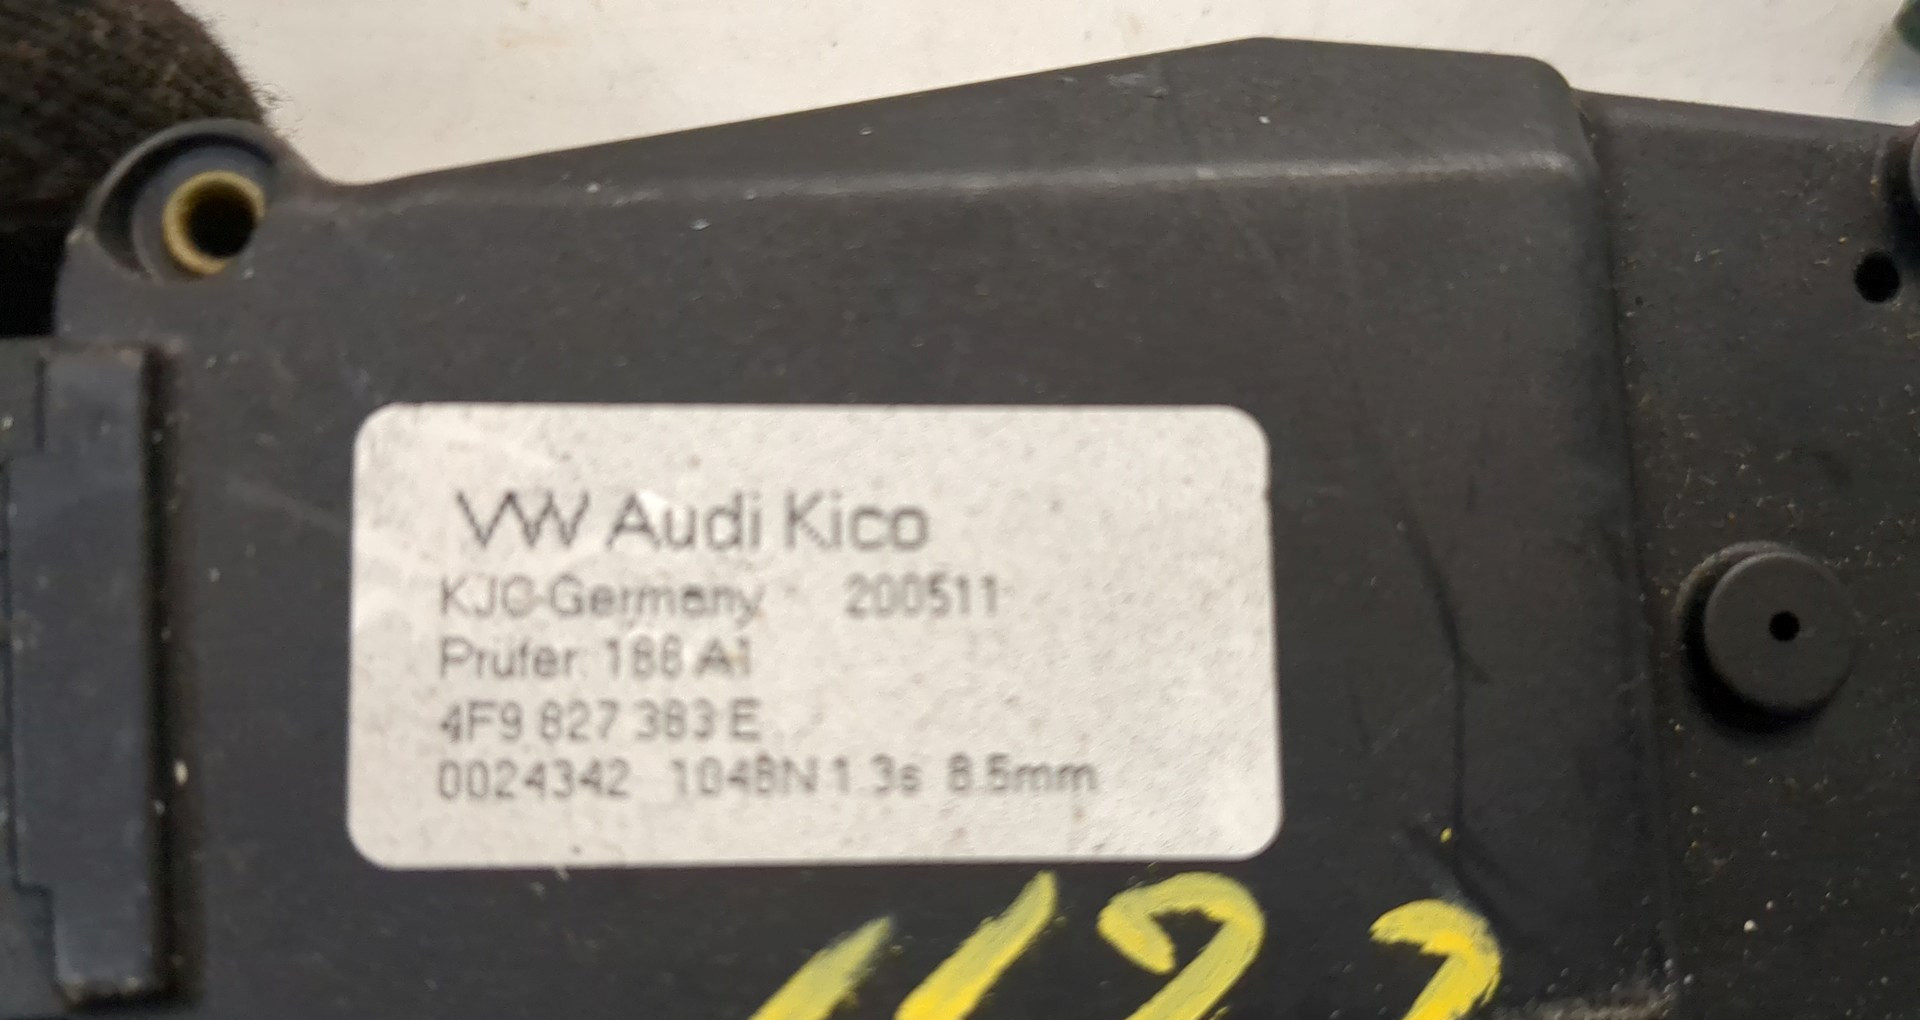 VW Audi Kico
KJC-Germany 200511
Prüfer: 188 A1
4F9 827 383 E
0024342 1048N 1.3s 8.5mm